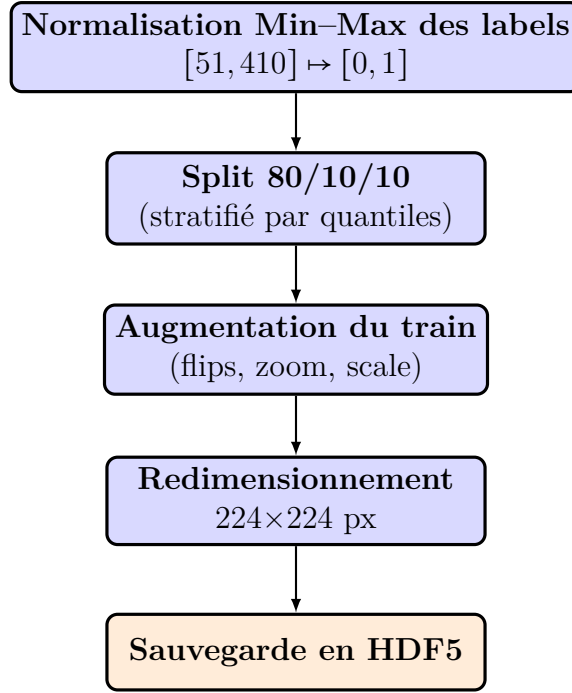 Normalisation Min–Max des labels
[51, 410] ↦ [0, 1]
Split 80/10/10
(stratifié par quantiles)
Augmentation du train
(flips, zoom, scale)
Redimensionnement
224×224 px
Sauvegarde en HDF5